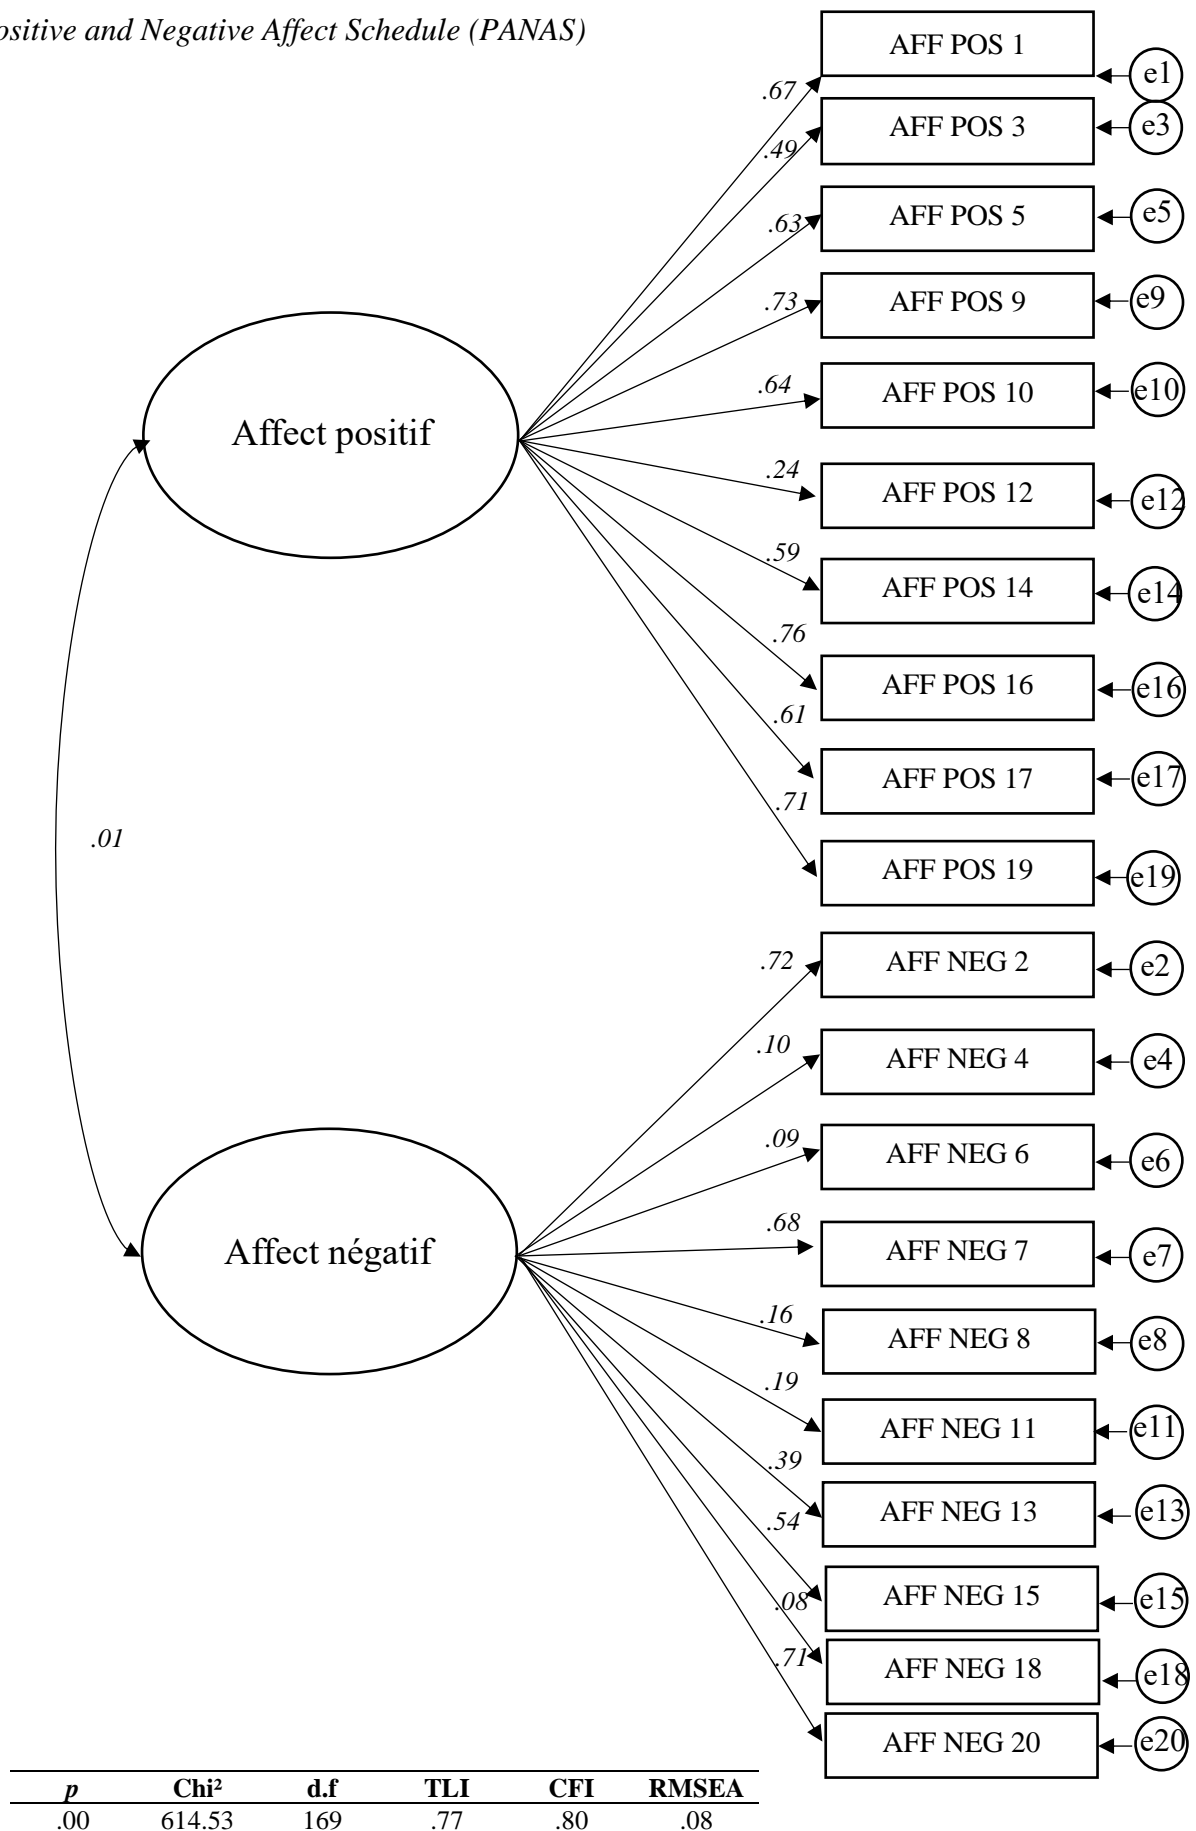 ositive and Negative Affect Schedule (PANAS)
AFF POS 1
e1
.67
AFF POS 3
e3
.49
AFF POS 5
e5
.63
AFF POS 9
e9
.73
AFF POS 10
e10
.64
Affect positif
AFF POS 12
e12
.24
AFF POS 14
e14
.59
AFF POS 16
e16
.76
AFF POS 17
e17
.61
AFF POS 19
e19
.71
.01
AFF NEG 2
e2
.72
AFF NEG 4
e4
.10
AFF NEG 6
e6
.09
AFF NEG 7
e7
.68
Affect négatif
AFF NEG 8
e8
.16
AFF NEG 11
e11
.19
AFF NEG 13
e13
.39
AFF NEG 15
e15
.54
AFF NEG 18
e18
.08
AFF NEG 20
e20
.71
p Chi² d.f TLI CFI RMSEA
.00 614.53 169 .77 .80 .08